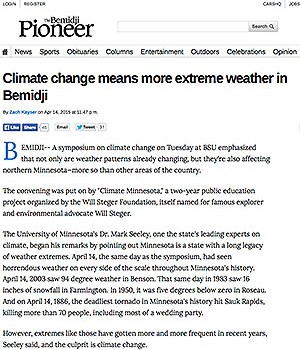 LOGIN REGISTER CARSHQ JOBS
The Bemidji
Pioneer
Search
News Sports Obituaries Columns Entertainment Outdoors Celebrations Opinion
Climate change means more extreme weather in
Bemidji
By Zach Kayser on Apr 14, 2015 at 11:47 p.m.
Like Share 45 Email Tweet 31
BEMIDJI-- A symposium on climate change on Tuesday at BSU emphasized
that not only are weather patterns already changing, but they're also affecting
northern Minnesota—more so than other areas of the country.
The convening was put on by "Climate Minnesota," a two-year public education
project organized by the Will Steger Foundation, itself named for famous explorer
and environmental advocate Will Steger.
The University of Minnesota's Dr. Mark Seeley, one the state's leading experts on
climate, began his remarks by pointing out Minnesota is a state with a long legacy
of weather extremes. April 14, the same day as the symposium, had seen
horrendous weather on every side of the scale throughout Minnesota's history.
April 14, 2003 saw 94 degree weather in Benson. That same day in 1983 saw 16
inches of snowfall in Farmington. In 1950, it was five degrees below zero in Roseau.
And on April 14, 1886, the deadliest tornado in Minnesota's history hit Sauk Rapids,
killing more than 70 people, including most of a wedding party.
However, extremes like those have gotten more and more frequent in recent years,
Seeley said, and the culprit is climate change.